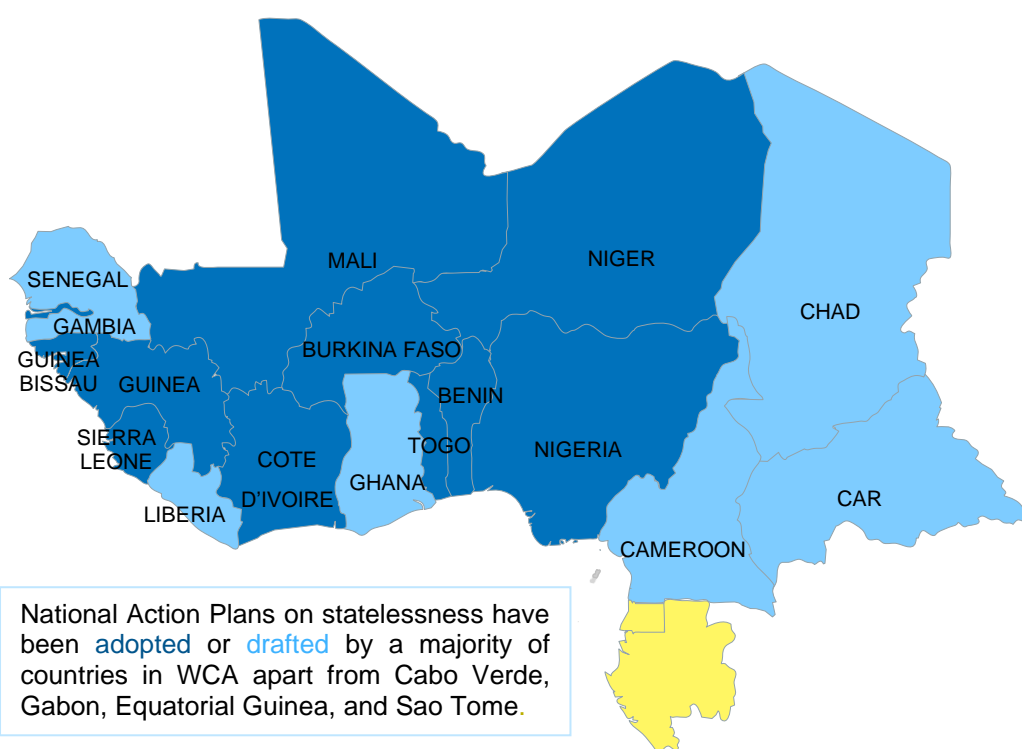 MALI
NIGER
SENEGAL
CHAD
GAMBIA
BURKINA FASO
GUINEA
BISSAU
GUINEA
BENIN
SIERRA
LEONE
COTE
D'IVOIRE
TOGO
NIGERIA
GHANA
LIBERIA
CAR
CAMEROON
National Action Plans on statelessness have
been adopted or drafted by a majority of
countries in WCA apart from Cabo Verde,
Gabon, Equatorial Guinea, and Sao Tome.